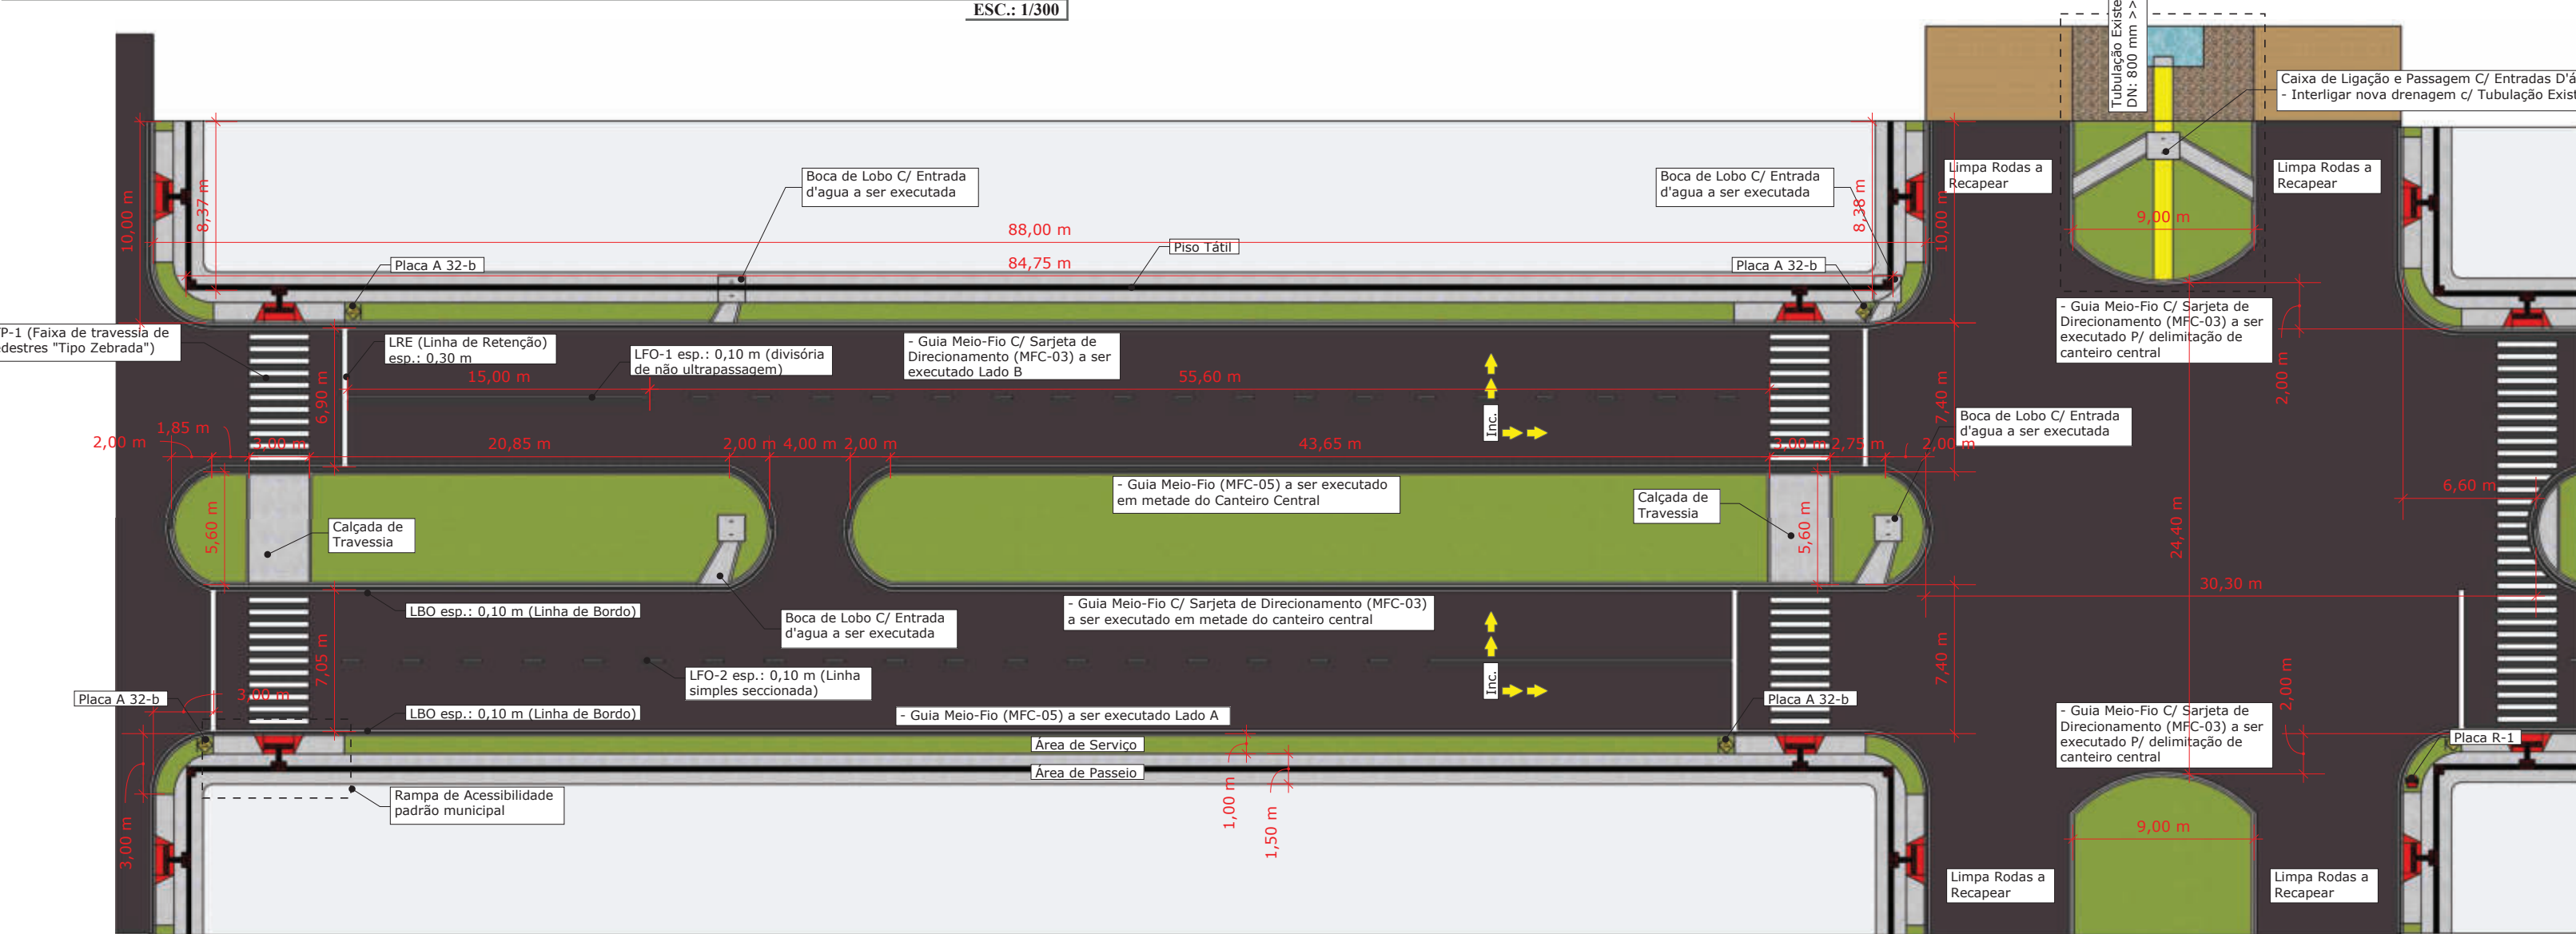 ESC.: 1/300
Tubulação Existe
DN: 800 mm >>
Caixa de Ligação e Passagem C/ Entradas D'á
- Interligar nova drenagem c/ Tubulação Exist
Boca de Lobo C/ Entrada
d'agua a ser executada
Boca de Lobo C/ Entrada
d'agua a ser executada
Limpa Rodas a
Recapear
Limpa Rodas a
Recapear
10,00 m
8,37 m
88,00 m
8,38 m
10,00 m
9,00 m
Piso Tátil
84,75 m
Placa A 32-b
Placa A 32-b
P-1 (Faixa de travessia de
destres "Tipo Zebrada")
LRE (Linha de Retenção)
esp.: 0,30 m
LFO-1 esp.: 0,10 m (divisória
de não ultrapassagem)
- Guia Meio-Fio C/ Sarjeta de
Direcionamento (MFC-03) a ser
executado Lado B
- Guia Meio-Fio C/ Sarjeta de
Direcionamento (MFC-03) a ser
executado P/ delimitação de
canteiro central
2,00 m
15,00 m
55,60 m
6,90 m
7,40 m
Inc.
Boca de Lobo C/ Entrada
d'agua a ser executada
2,00 m
1,85 m
3,00 m
20,85 m
2,00 m
4,00 m
2,00 m
43,65 m
3,00 m
2,75 m
2,00 m
- Guia Meio-Fio (MFC-05) a ser executado
em metade do Canteiro Central
Calçada de
Travessia
6,60 m
5,60 m
Calçada de
Travessia
5,60 m
24,40 m
30,30 m
LBO esp.: 0,10 m (Linha de Bordo)
Boca de Lobo C/ Entrada
d'agua a ser executada
- Guia Meio-Fio C/ Sarjeta de Direcionamento (MFC-03)
a ser executado em metade do canteiro central
7,05 m
7,40 m
LFO-2 esp.: 0,10 m (Linha
simples seccionada)
Inc.
2,00 m
Placa A 32-b
3,00 m
Placa A 32-b
LBO esp.: 0,10 m (Linha de Bordo)
- Guia Meio-Fio (MFC-05) a ser executado Lado A
- Guia Meio-Fio C/ Sarjeta de
Direcionamento (MFC-03) a ser
executado P/ delimitação de
canteiro central
Placa R-1
Área de Serviço
Área de Passeio
Rampa de Acessibilidade
padrão municipal
1,00 m
1,50 m
3,00 m
9,00 m
Limpa Rodas a
Recapear
Limpa Rodas a
Recapear